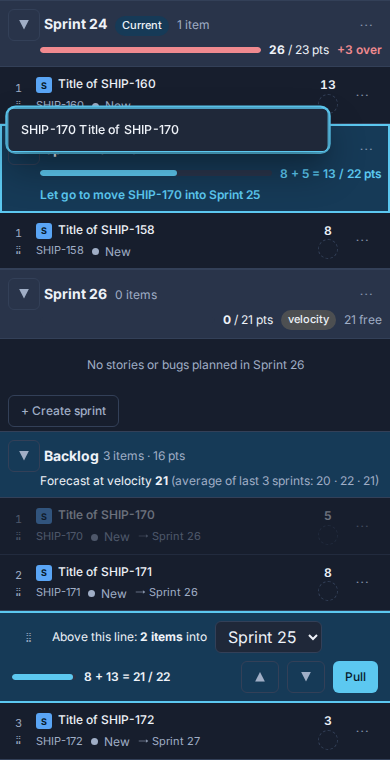 ▼ Sprint 24 Current 1 item ...
26 / 23 pts +3 over
1 S Title of SHIP-160 13 ...
SHIP-160 New
SHIP-170 Title of SHIP-170
...
8 + 5 = 13 / 22 pts
Let go to move SHIP-170 into Sprint 25
1 S Title of SHIP-158 8 ...
SHIP-158 New
▼ Sprint 26 0 items ...
0 / 21 pts velocity 21 free
No stories or bugs planned in Sprint 26
+ Create sprint
▼ Backlog 3 items · 16 pts
Forecast at velocity 21 (average of last 3 sprints: 20 · 22 · 21)
1 S Title of SHIP-170 5 ...
SHIP-170 New → Sprint 26
2 S Title of SHIP-171 8 ...
SHIP-171 New → Sprint 26
Above this line: 2 items into Sprint 25
8 + 13 = 21 / 22 ▲ ▼ Pull
3 S Title of SHIP-172 3 ...
SHIP-172 New → Sprint 27